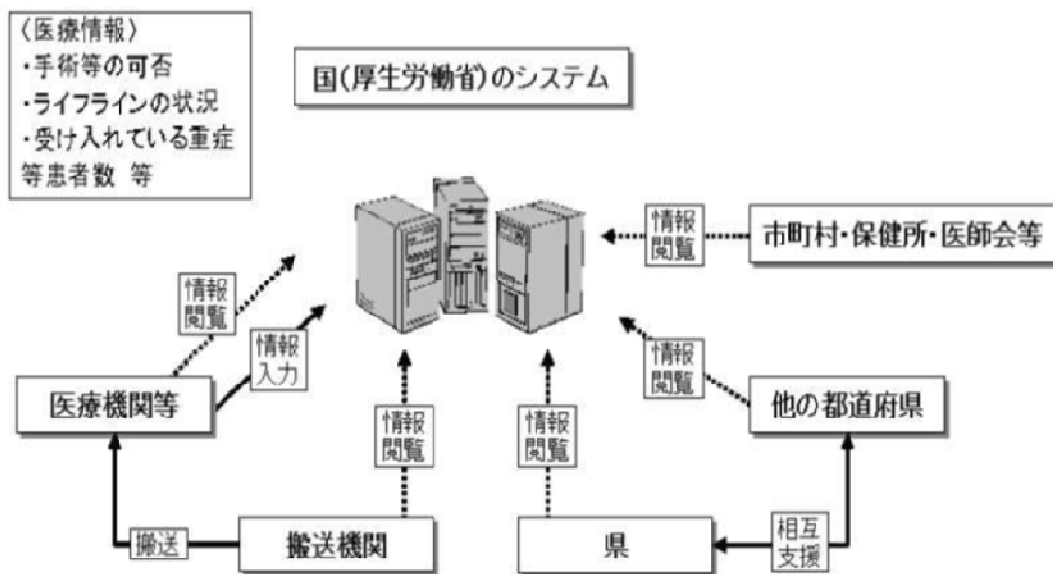 〈医療情報〉
・手術等の可否
・ライフラインの状況
・受け入れている重症
等患者数 等
国(厚生労働省)のシステム
情報
閲覧
市町村・保健所・医師会等
情報
閲覧
情報
入力
情報
閲覧
医療機関等
情報
閲覧
情報
閲覧
他の都道府県
搬送
搬送機関
県
相互
支援